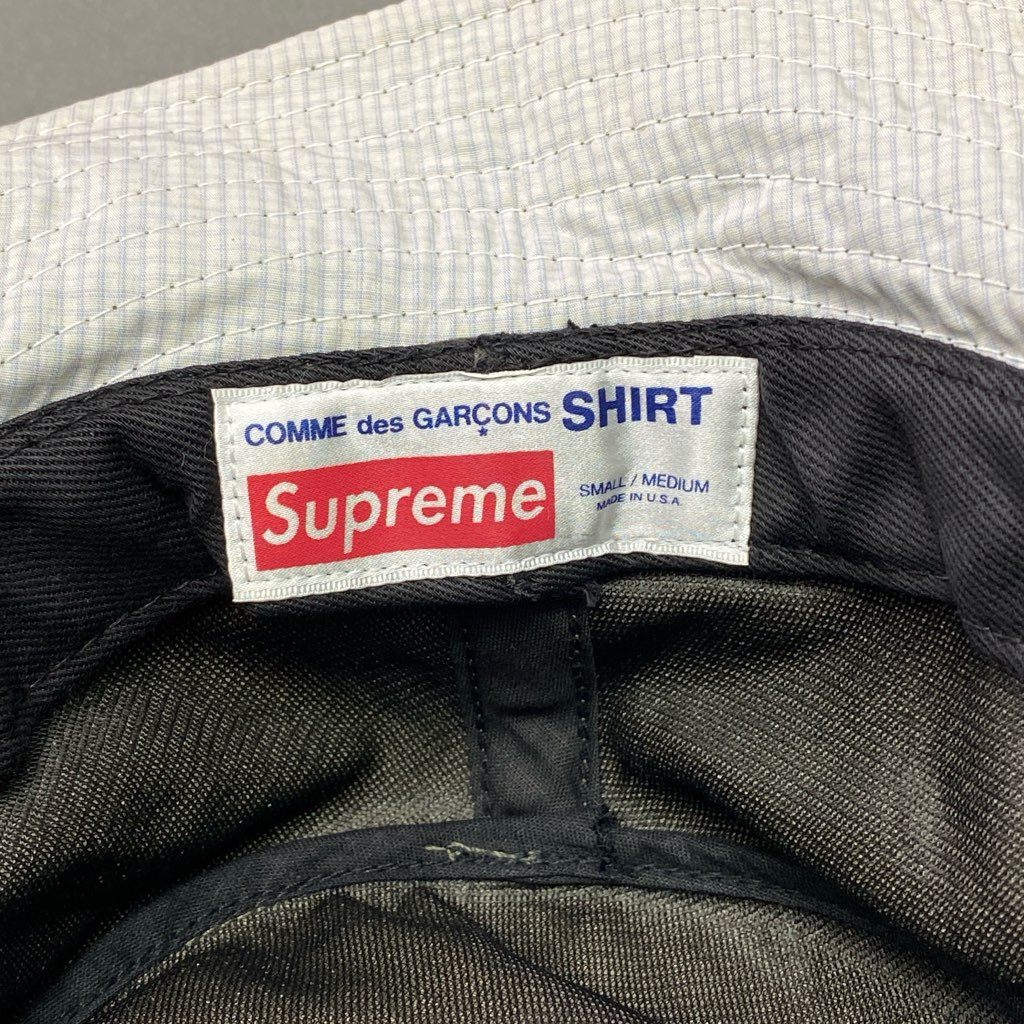 COMME des GARÇONS SHIRT
Supreme
SMALL / MEDIUM
MADE IN U.S.A.